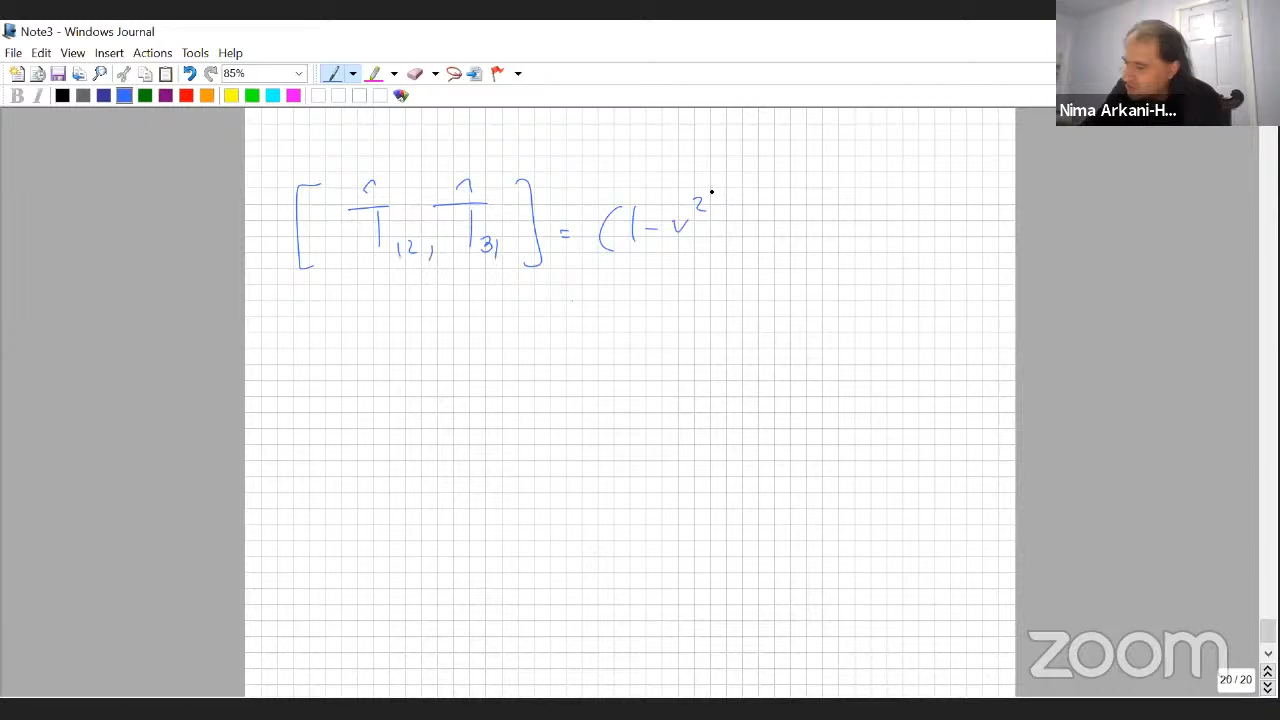 Note3 - Windows Journal
File Edit View Insert Actions Tools Help
85%
B I
Nima Arkani-H...
[ T̂₁₂, T̂₃₁ ] = (1 - v²
zoom
20 / 20